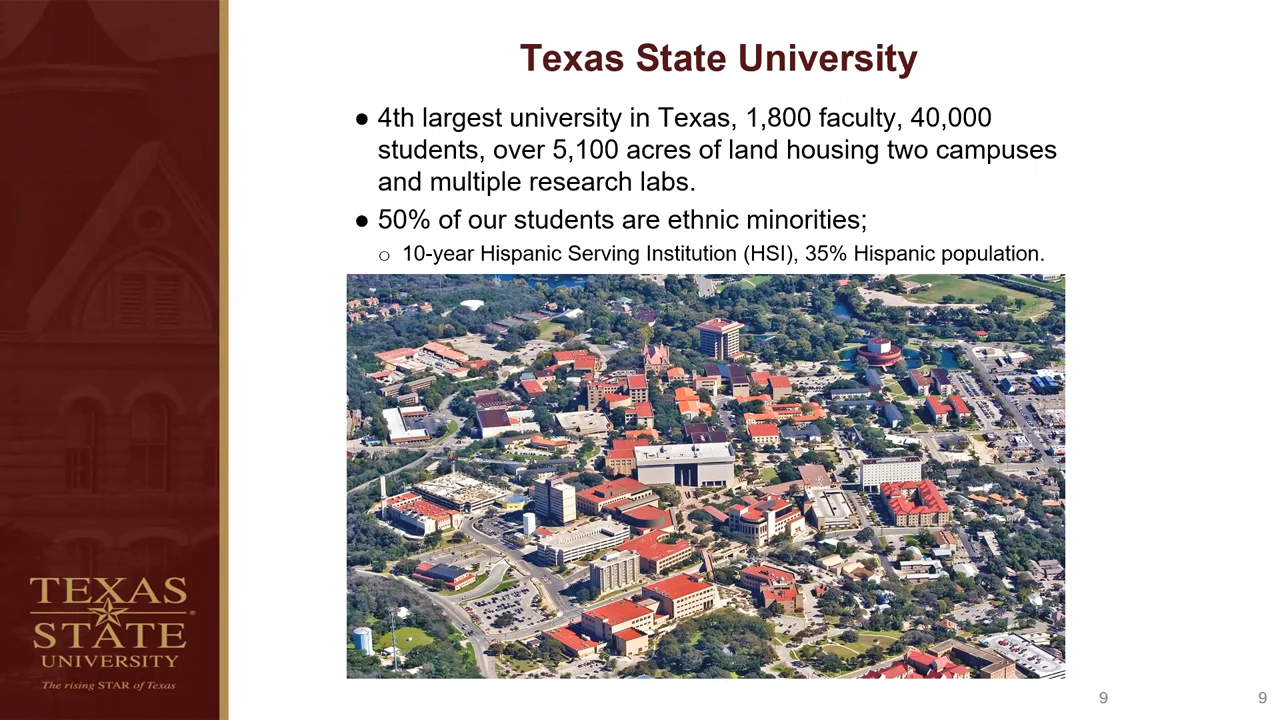 Texas State University
● 4th largest university in Texas, 1,800 faculty, 40,000
students, over 5,100 acres of land housing two campuses
and multiple research labs.
● 50% of our students are ethnic minorities;
○ 10-year Hispanic Serving Institution (HSI), 35% Hispanic population.
TEXAS
STATE®
UNIVERSITY
The rising STAR of Texas
9 9